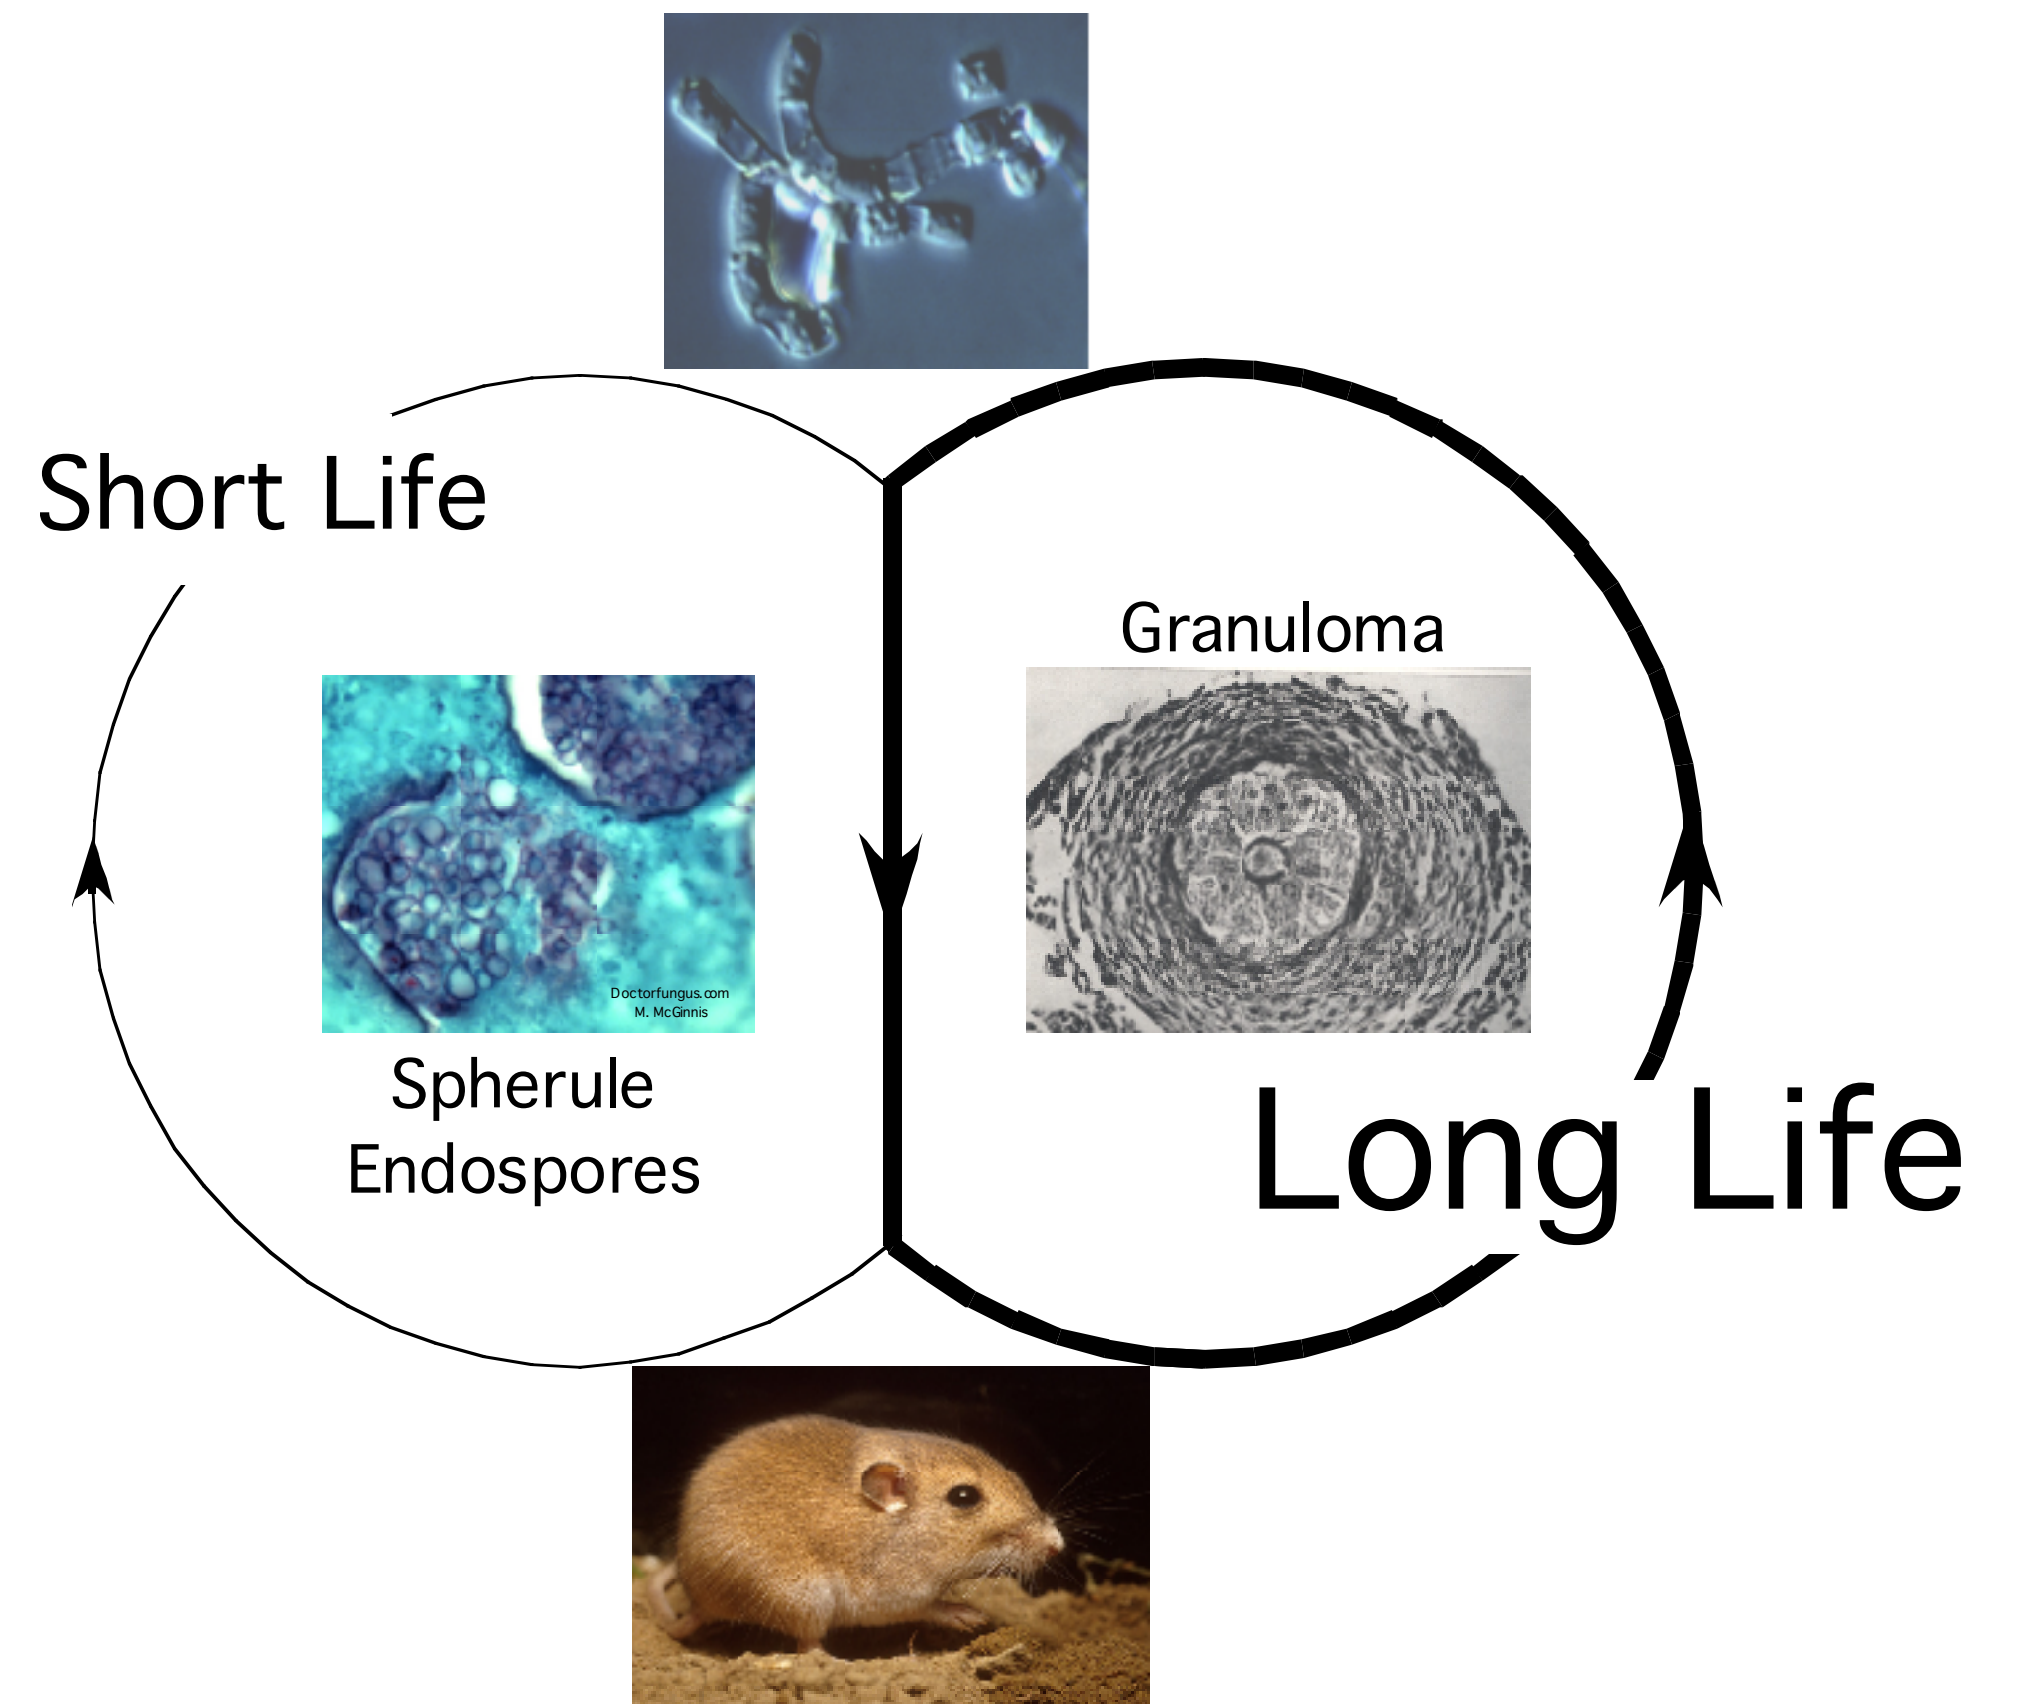 Short Life
Granuloma
Doctorfungus.com
M. McGinnis
Spherule
Endospores
Long Life